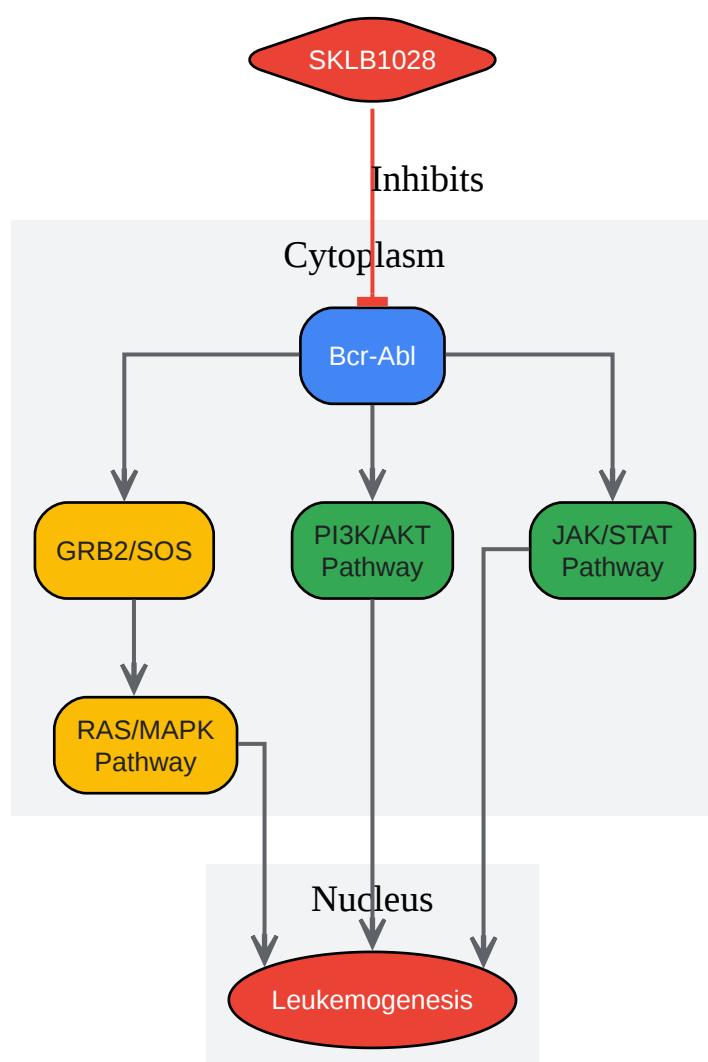 SKLB1028
Inhibits
Cytoplasm
Bcr-Abl
GRB2/SOS
PI3K/AKT
Pathway
JAK/STAT
Pathway
RAS/MAPK
Pathway
Nucleus
Leukemogenesis